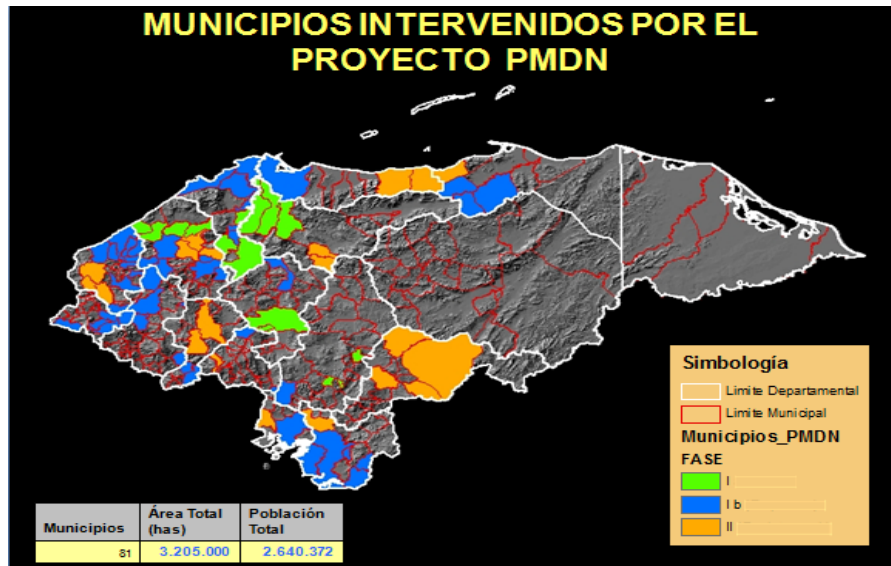 MUNICIPIOS INTERVENIDOS POR EL
PROYECTO PMDN
Simbología
Limite Departamental
Limite Municipal
Municipios_PMDN
FASE
I
I b
II
Municipios Área Total (has) Población Total
81 3.205.000 2.640.372